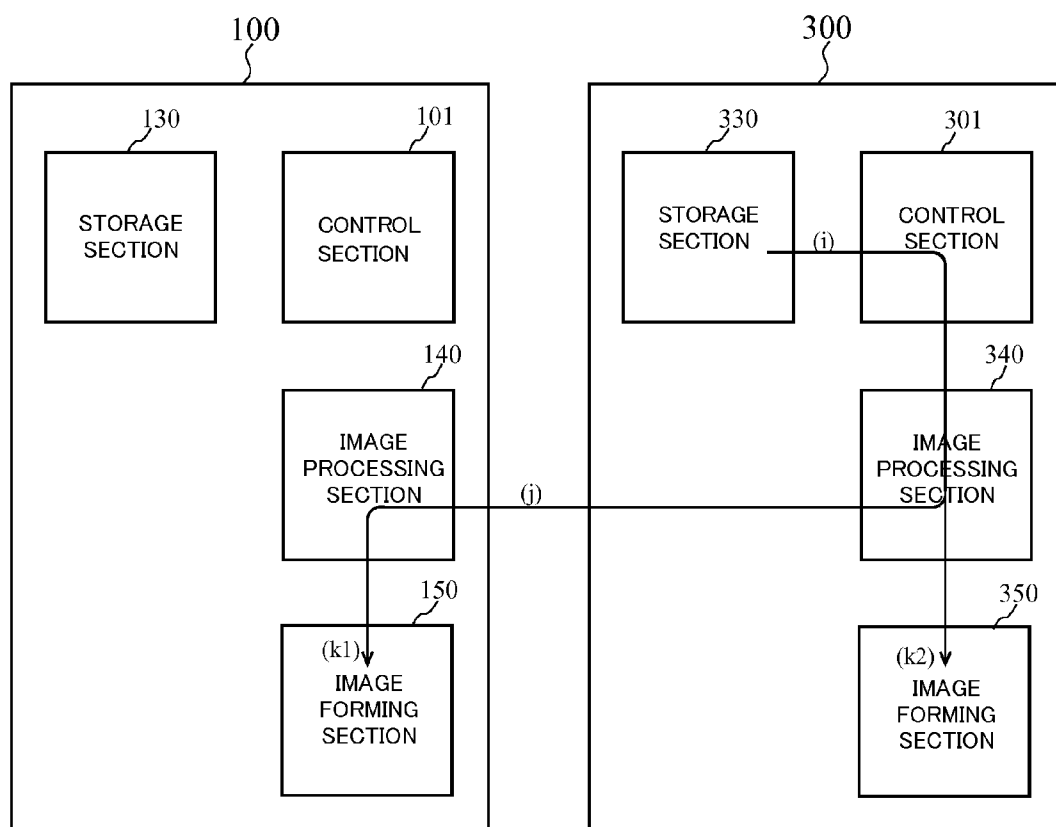 100
300
130
101
330
301
STORAGE
SECTION
CONTROL
SECTION
STORAGE
SECTION
(i)
CONTROL
SECTION
140
340
IMAGE
PROCESSING
SECTION
(j)
IMAGE
PROCESSING
SECTION
150
350
(k1)
IMAGE
FORMING
SECTION
(k2)
IMAGE
FORMING
SECTION